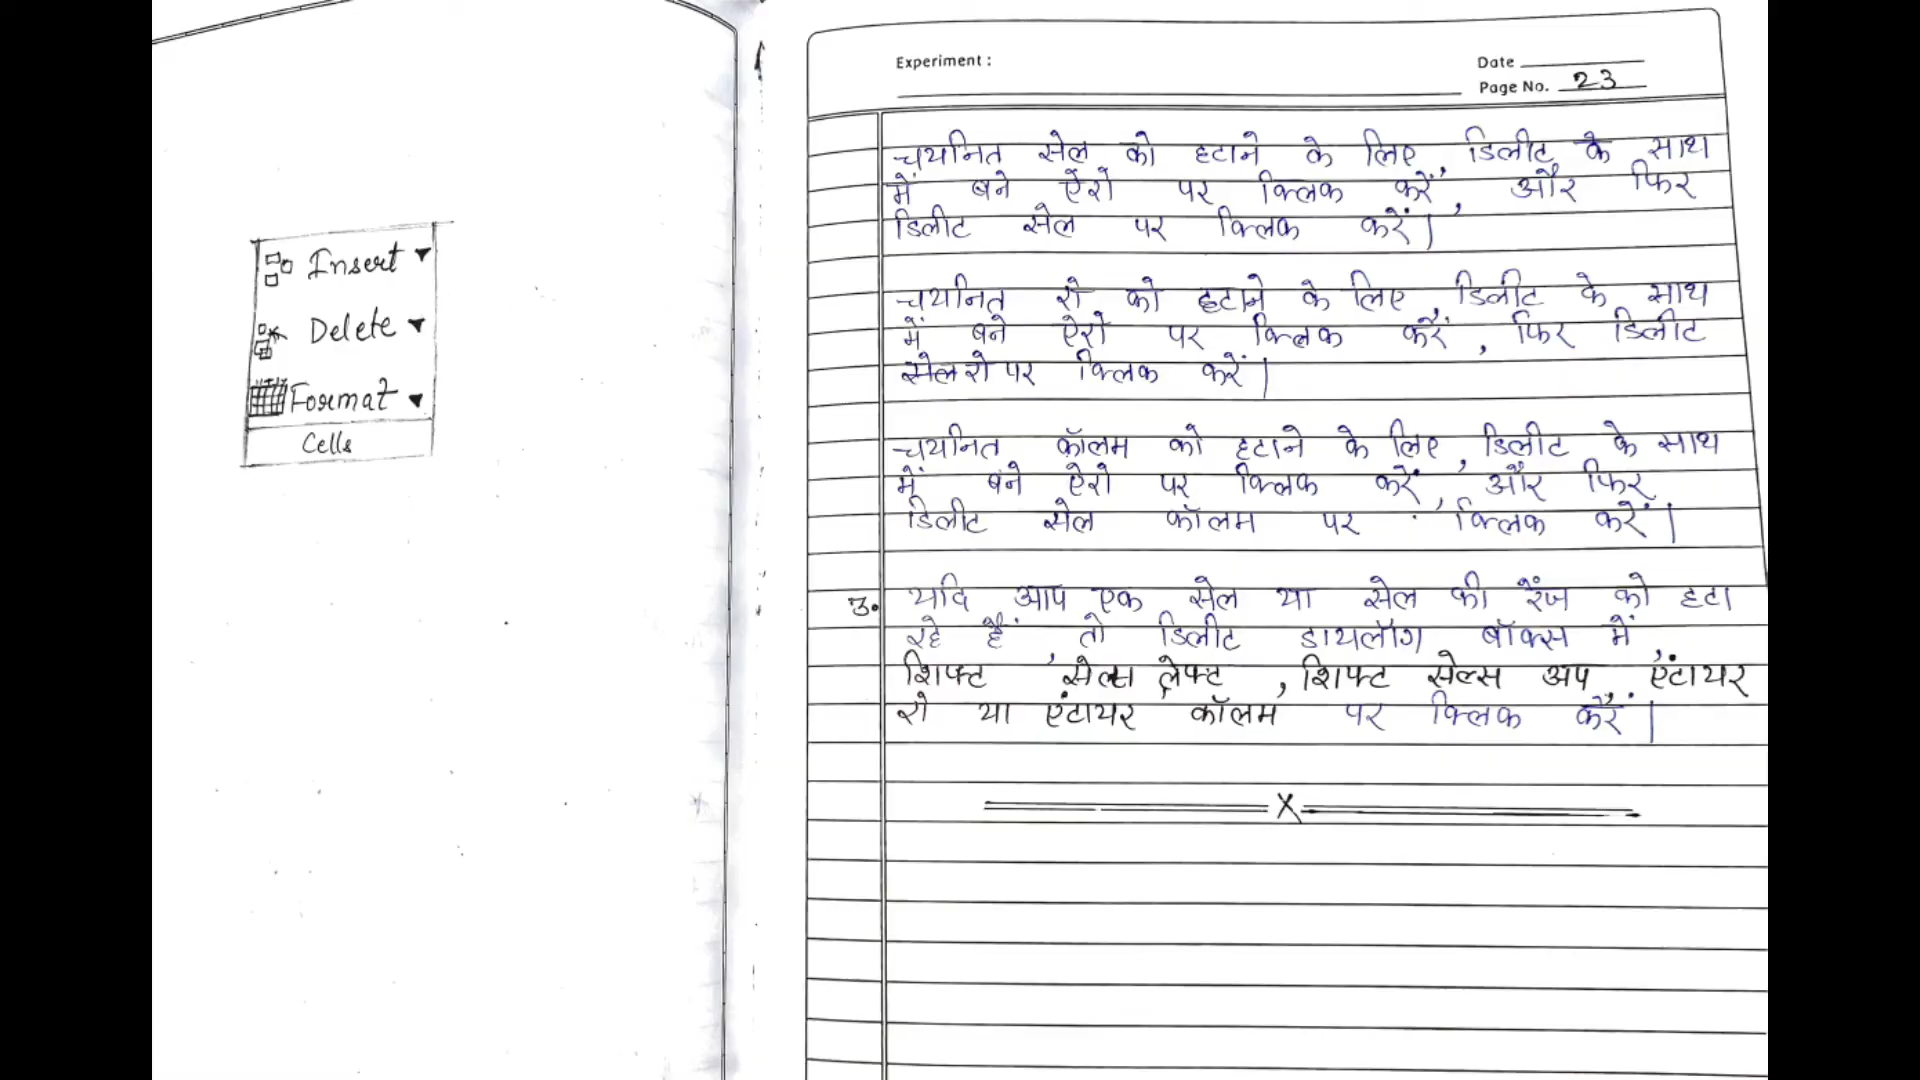 Insert ▼
Delete ▼
Format ▼
Cells
Experiment :
Date
Page No. 23
चयनित सेल को हटाने के लिए, डिलीट के साथ
में बने ऐरो पर क्लिक करें, और फिर
डिलीट सेल पर क्लिक करें।
चयनित रो को हटाने के लिए, डिलीट के साथ
में बने ऐरो पर क्लिक करें, फिर डिलीट
सेल रो पर क्लिक करें।
चयनित कॉलम को हटाने के लिए, डिलीट के साथ
में बने ऐरो पर क्लिक करें, और फिर
डिलीट सेल कॉलम पर क्लिक करें।
3. यदि आप एक सेल या सेल की रेंज को हटा
रहे हैं, तो डिलीट डायलॉग बॉक्स में,
शिफ्ट सेल्स लेफ्ट, शिफ्ट सेल्स अप, एंटायर
रो या एंटायर कॉलम पर क्लिक करें।
X